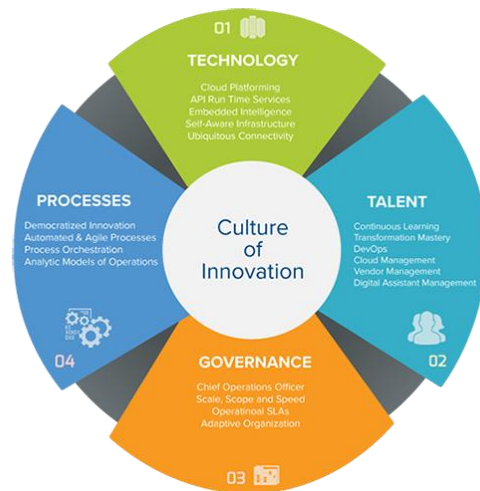 01
TECHNOLOGY
Cloud Platforming
API Run Time Services
Embedded Intelligence
Self-Aware Infrastructure
Ubiquitous Connectivity
TALENT
Continuous Learning
Transformation Mastery
DevOps
Cloud Management
Vendor Management
Digital Assistant Management
02
GOVERNANCE
Chief Operations Officer
Scale, Scope and Speed
Operatinoal SLAs
Adaptive Organization
03
PROCESSES
Democratized Innovation
Automated & Agile Processes
Process Orchestration
Analytic Models of Operations
04
Culture
of
Innovation